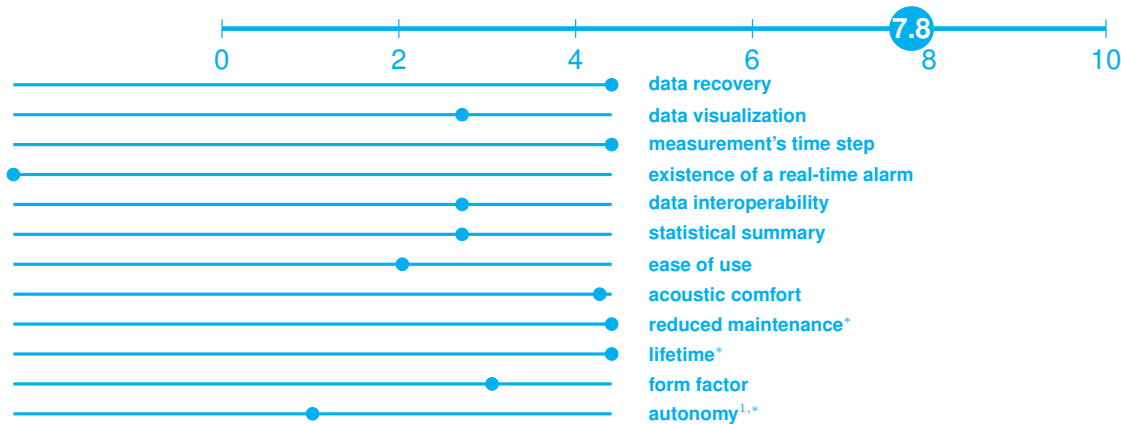 7.8
0 2 4 6 8 10
data recovery
data visualization
measurement's time step
existence of a real-time alarm
data interoperability
statistical summary
ease of use
acoustic comfort
reduced maintenance*
lifetime*
form factor
autonomy1,*